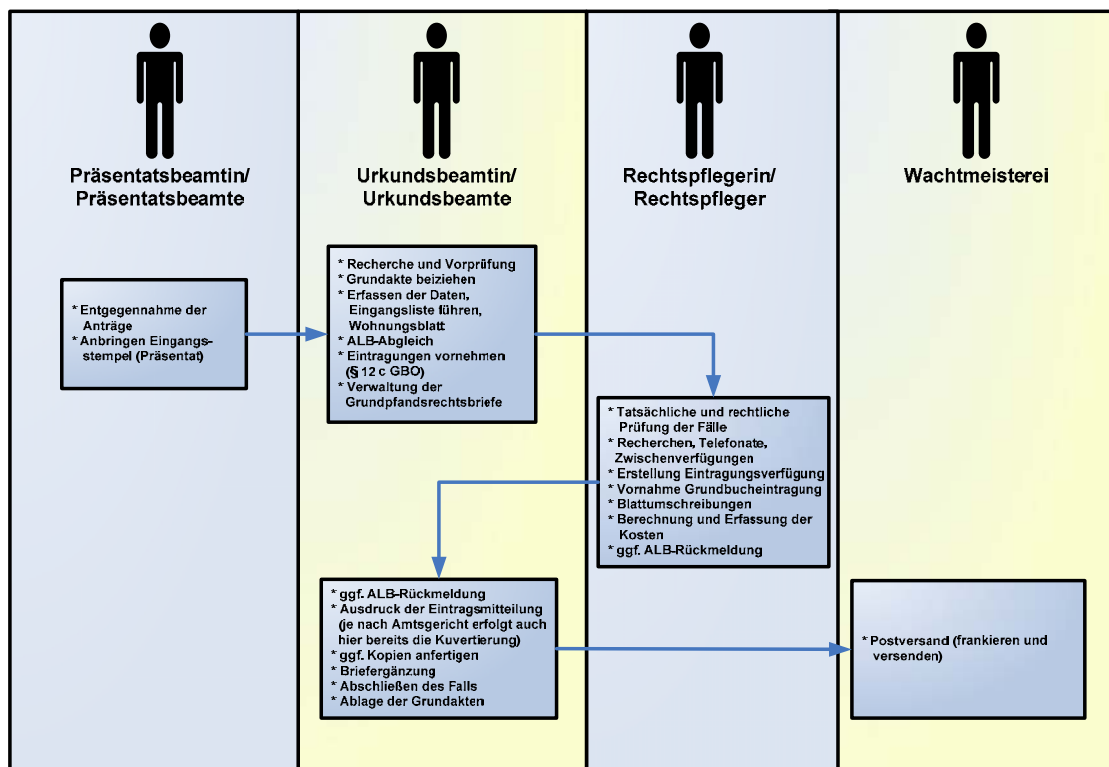 Präsentatsbeamtin/
Präsentatsbeamte
Urkundsbeamtin/
Urkundsbeamte
Rechtspflegerin/
Rechtspfleger
Wachtmeisterei
* Entgegennahme der
Anträge
* Anbringen Eingangs-
stempel (Präsentat)
* Recherche und Vorprüfung
* Grundakte beiziehen
* Erfassen der Daten,
Eingangsliste führen,
Wohnungsblatt
* ALB-Abgleich
* Eintragungen vornehmen
(§ 12 c GBO)
* Verwaltung der
Grundpfandsrechtsbriefe
* Tatsächliche und rechtliche
Prüfung der Fälle
* Recherchen, Telefonate,
Zwischenverfügungen
* Erstellung Eintragungsverfügung
* Vornahme Grundbucheintragung
* Blattumschreibungen
* Berechnung und Erfassung der
Kosten
* ggf. ALB-Rückmeldung
* ggf. ALB-Rückmeldung
* Ausdruck der Eintragsmitteilung
(je nach Amtsgericht erfolgt auch
hier bereits die Kuvertierung)
* ggf. Kopien anfertigen
* Briefergänzung
* Abschließen des Falls
* Ablage der Grundakten
* Postversand (frankieren und
versenden)